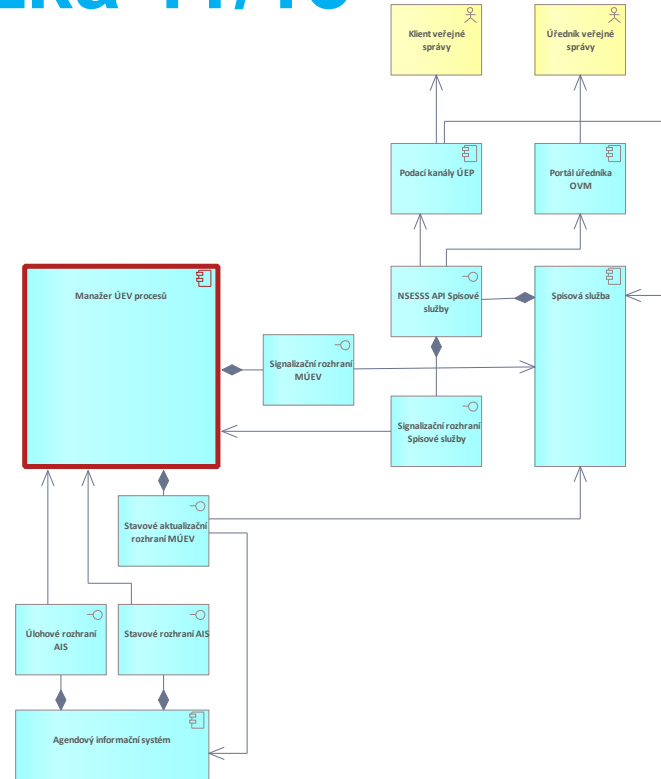 Klient veřejné
správy
Úředník veřejné
správy
Podací kanály ÚEP
Portál úředníka
OVM
Manažer ÚEV procesů
NSESSS API Spisové
služby
Spisová služba
Signalizační rozhraní
MÚEV
Signalizační rozhraní
Spisové služby
Stavové aktualizační
rozhraní MÚEV
Úlohové rozhraní
AIS
Stavové rozhraní AIS
Agendový informační systém